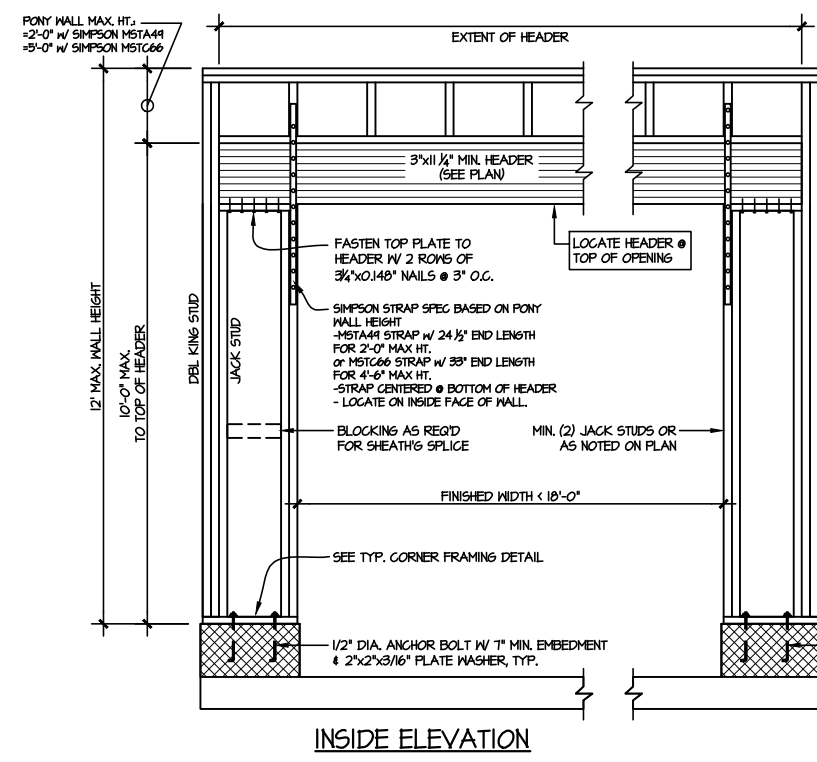 PONY WALL MAX. HT.:
=2'-0" W/ SIMPSON MSTA49
=5'-0" W/ SIMPSON MSTC66
EXTENT OF HEADER
3"x11 1/4" MIN. HEADER
(SEE PLAN)
FASTEN TOP PLATE TO
HEADER W/ 2 ROWS OF
3/4"x0.148" NAILS @ 3" O.C.
LOCATE HEADER @
TOP OF OPENING
SIMPSON STRAP SPEC BASED ON PONY
WALL HEIGHT
-MSTA49 STRAP W/ 24 1/2" END LENGTH
FOR 2'-0" MAX HT.
or MSTC66 STRAP W/ 33" END LENGTH
FOR 4'-6" MAX HT.
-STRAP CENTERED @ BOTTOM OF HEADER
- LOCATE ON INSIDE FACE OF WALL.
12' MAX. WALL HEIGHT
10'-0" MAX.
TO TOP OF HEADER
DBL KING STUD
JACK STUD
BLOCKING AS REQ'D
FOR SHEATH'G SPLICE
MIN. (2) JACK STUDS OR
AS NOTED ON PLAN
FINISHED WIDTH < 18'-0"
SEE TYP. CORNER FRAMING DETAIL
1/2" DIA. ANCHOR BOLT W/ 7" MIN. EMBEDMENT
& 2"x2"x3/16" PLATE WASHER, TYP.
INSIDE ELEVATION